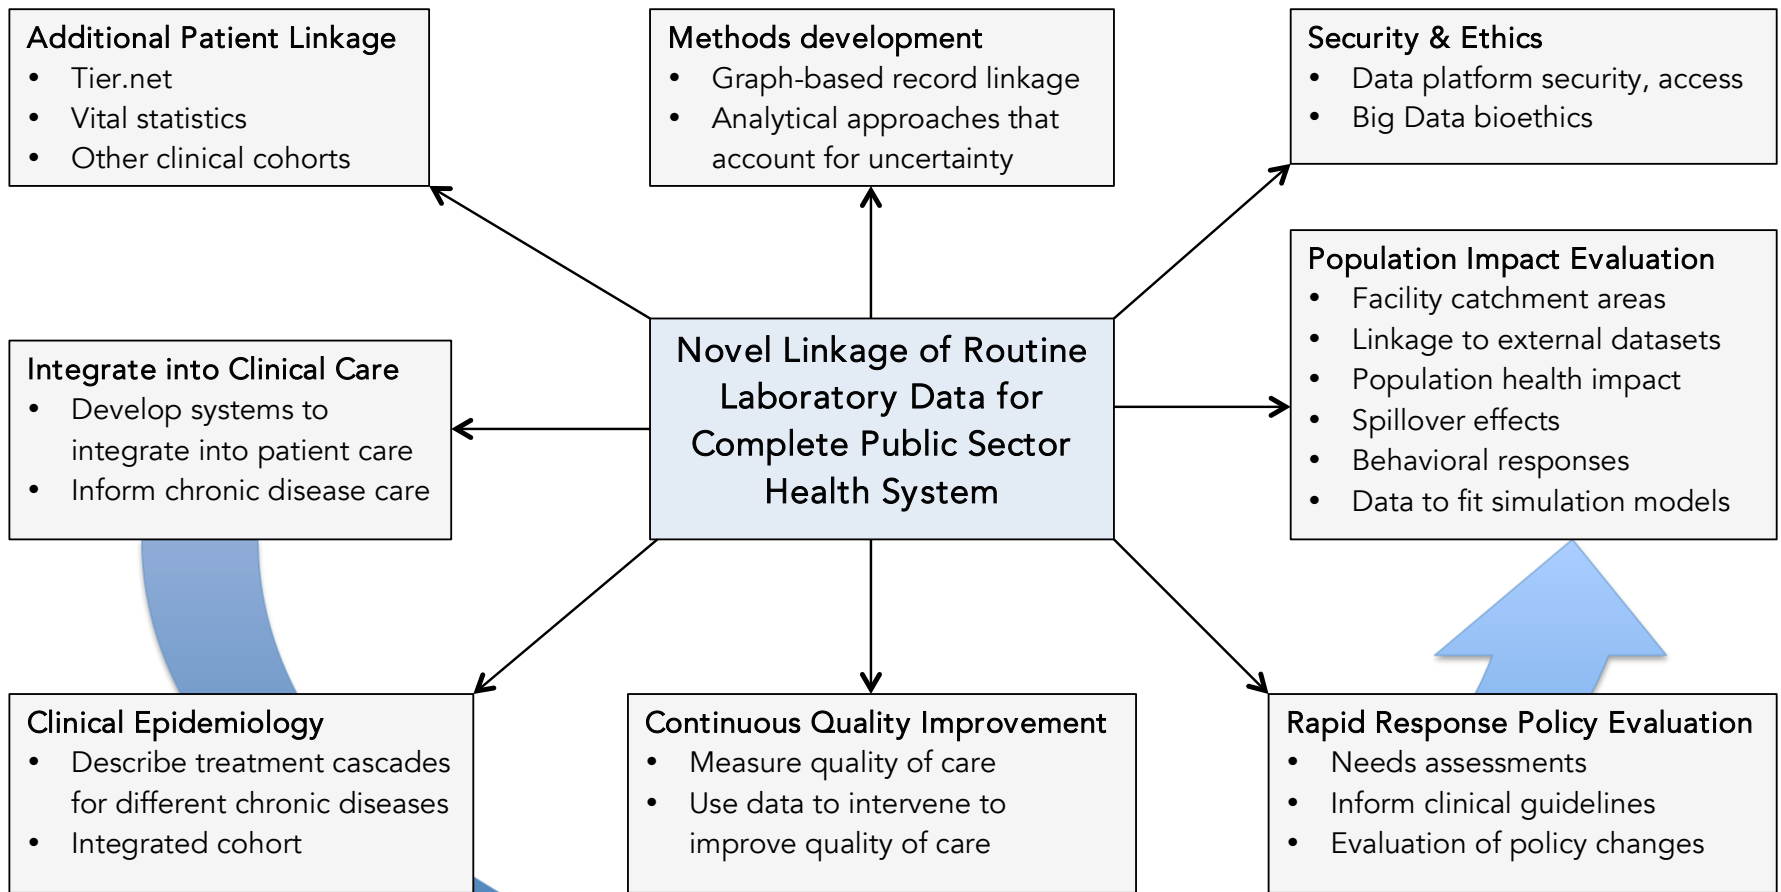 Additional Patient Linkage
• Tier.net
• Vital statistics
• Other clinical cohorts
Methods development
• Graph-based record linkage
• Analytical approaches that
account for uncertainty
Security & Ethics
• Data platform security, access
• Big Data bioethics
Population Impact Evaluation
• Facility catchment areas
• Linkage to external datasets
• Population health impact
• Spillover effects
• Behavioral responses
• Data to fit simulation models
Integrate into Clinical Care
• Develop systems to
integrate into patient care
• Inform chronic disease care
Novel Linkage of Routine
Laboratory Data for
Complete Public Sector
Health System
Clinical Epidemiology
• Describe treatment cascades
for different chronic diseases
• Integrated cohort
Continuous Quality Improvement
• Measure quality of care
• Use data to intervene to
improve quality of care
Rapid Response Policy Evaluation
• Needs assessments
• Inform clinical guidelines
• Evaluation of policy changes